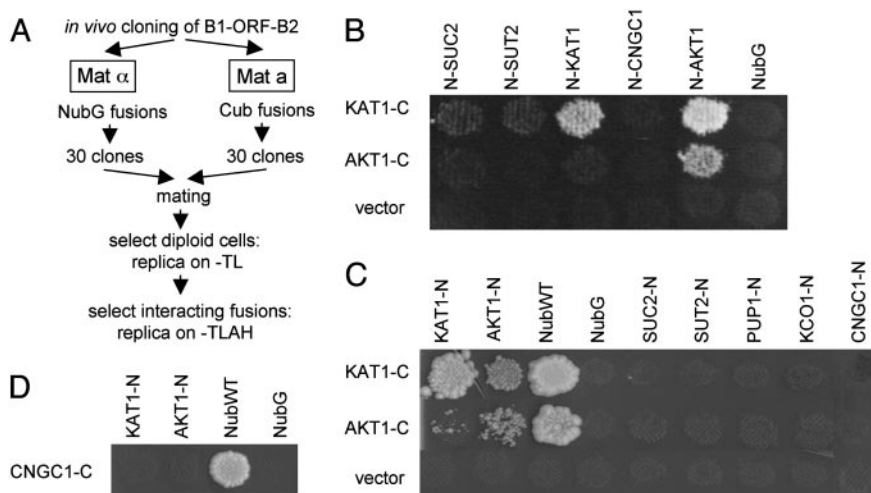 A
in vivo cloning of B1-ORF-B2
Mat α
Mat a
NubG fusions
Cub fusions
30 clones
30 clones
mating
select diploid cells:
replica on -TL
select interacting fusions:
replica on -TLAH
B
N-SUC2
N-SUT2
N-KAT1
N-CNGC1
N-AKT1
NubG
KAT1-C
AKT1-C
vector
C
KAT1-N
AKT1-N
NubWT
NubG
SUC2-N
SUT2-N
PUP1-N
KCO1-N
CNGC1-N
KAT1-C
AKT1-C
vector
D
KAT1-N
AKT1-N
NubWT
NubG
CNGC1-C